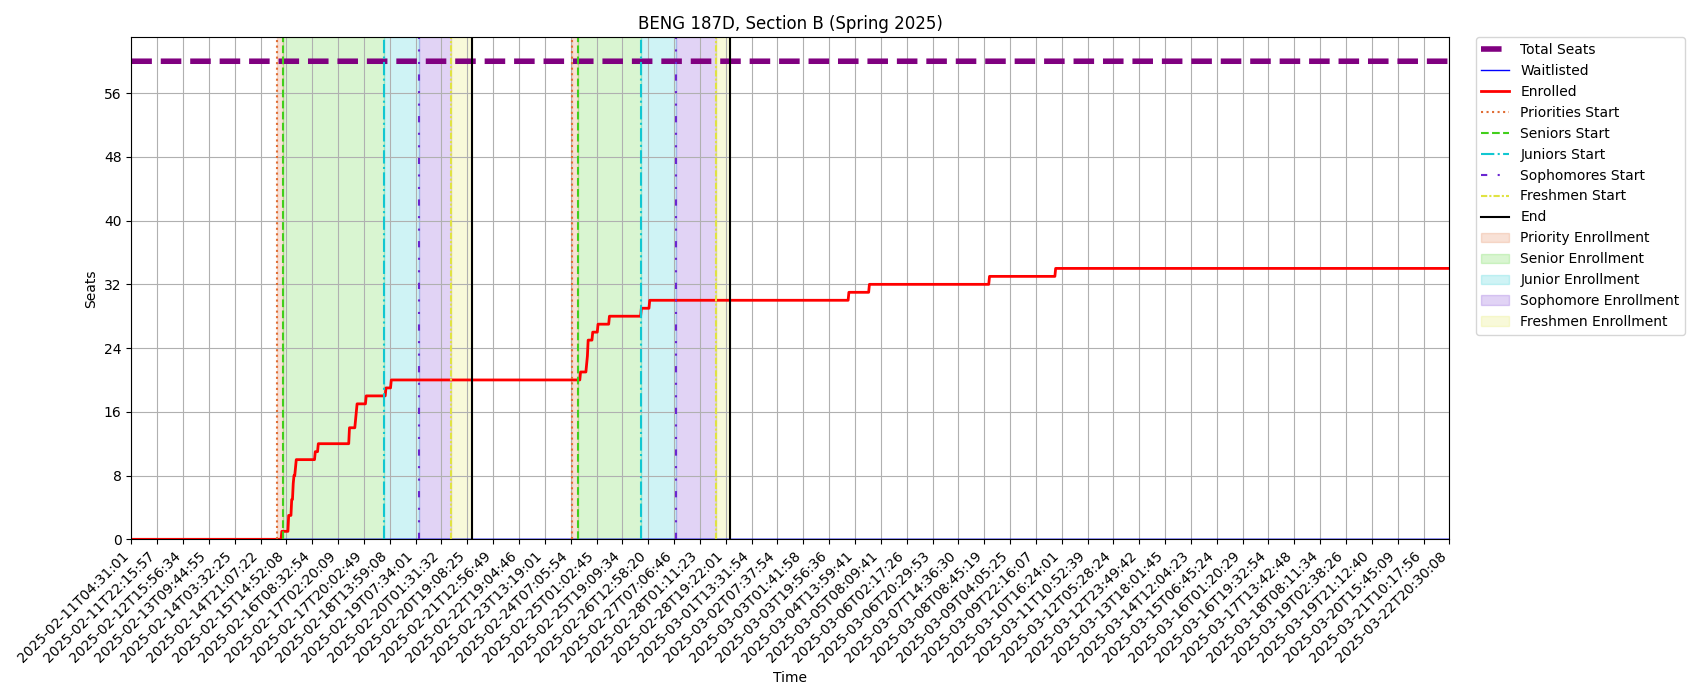 BENG 187D, Section B (Spring 2025)
Total Seats
Waitlisted
Enrolled
Priorities Start
Seniors Start
Juniors Start
Sophomores Start
Freshmen Start
End
Priority Enrollment
Senior Enrollment
Junior Enrollment
Sophomore Enrollment
Freshmen Enrollment
Seats
56
48
40
32
24
16
8
0
2025-02-11T04:31:01
2025-02-11T22:15:57
2025-02-12T15:56:34
2025-02-13T09:44:55
2025-02-14T03:32:25
2025-02-14T21:07:22
2025-02-15T14:52:08
2025-02-16T08:32:54
2025-02-17T02:20:09
2025-02-17T20:02:49
2025-02-18T13:59:08
2025-02-19T07:34:01
2025-02-20T01:31:32
2025-02-20T19:08:25
2025-02-21T12:56:49
2025-02-22T19:04:46
2025-02-23T13:19:01
2025-02-24T07:05:54
2025-02-25T01:02:45
2025-02-25T19:09:34
2025-02-26T12:58:20
2025-02-27T07:06:46
2025-02-28T01:11:23
2025-02-28T19:22:01
2025-03-01T13:31:54
2025-03-02T07:37:54
2025-03-03T01:41:58
2025-03-03T19:56:36
2025-03-04T13:59:41
2025-03-05T08:09:41
2025-03-06T02:17:26
2025-03-06T20:29:53
2025-03-07T14:36:30
2025-03-08T08:45:19
2025-03-09T04:05:25
2025-03-09T22:16:07
2025-03-10T16:24:01
2025-03-11T10:52:39
2025-03-12T05:28:24
2025-03-12T23:49:42
2025-03-13T18:01:45
2025-03-14T12:04:23
2025-03-15T06:45:24
2025-03-16T01:20:29
2025-03-16T19:32:54
2025-03-17T13:42:48
2025-03-18T08:11:34
2025-03-19T02:38:26
2025-03-19T21:12:40
2025-03-20T15:45:09
2025-03-21T10:17:56
2025-03-22T20:30:08
Time